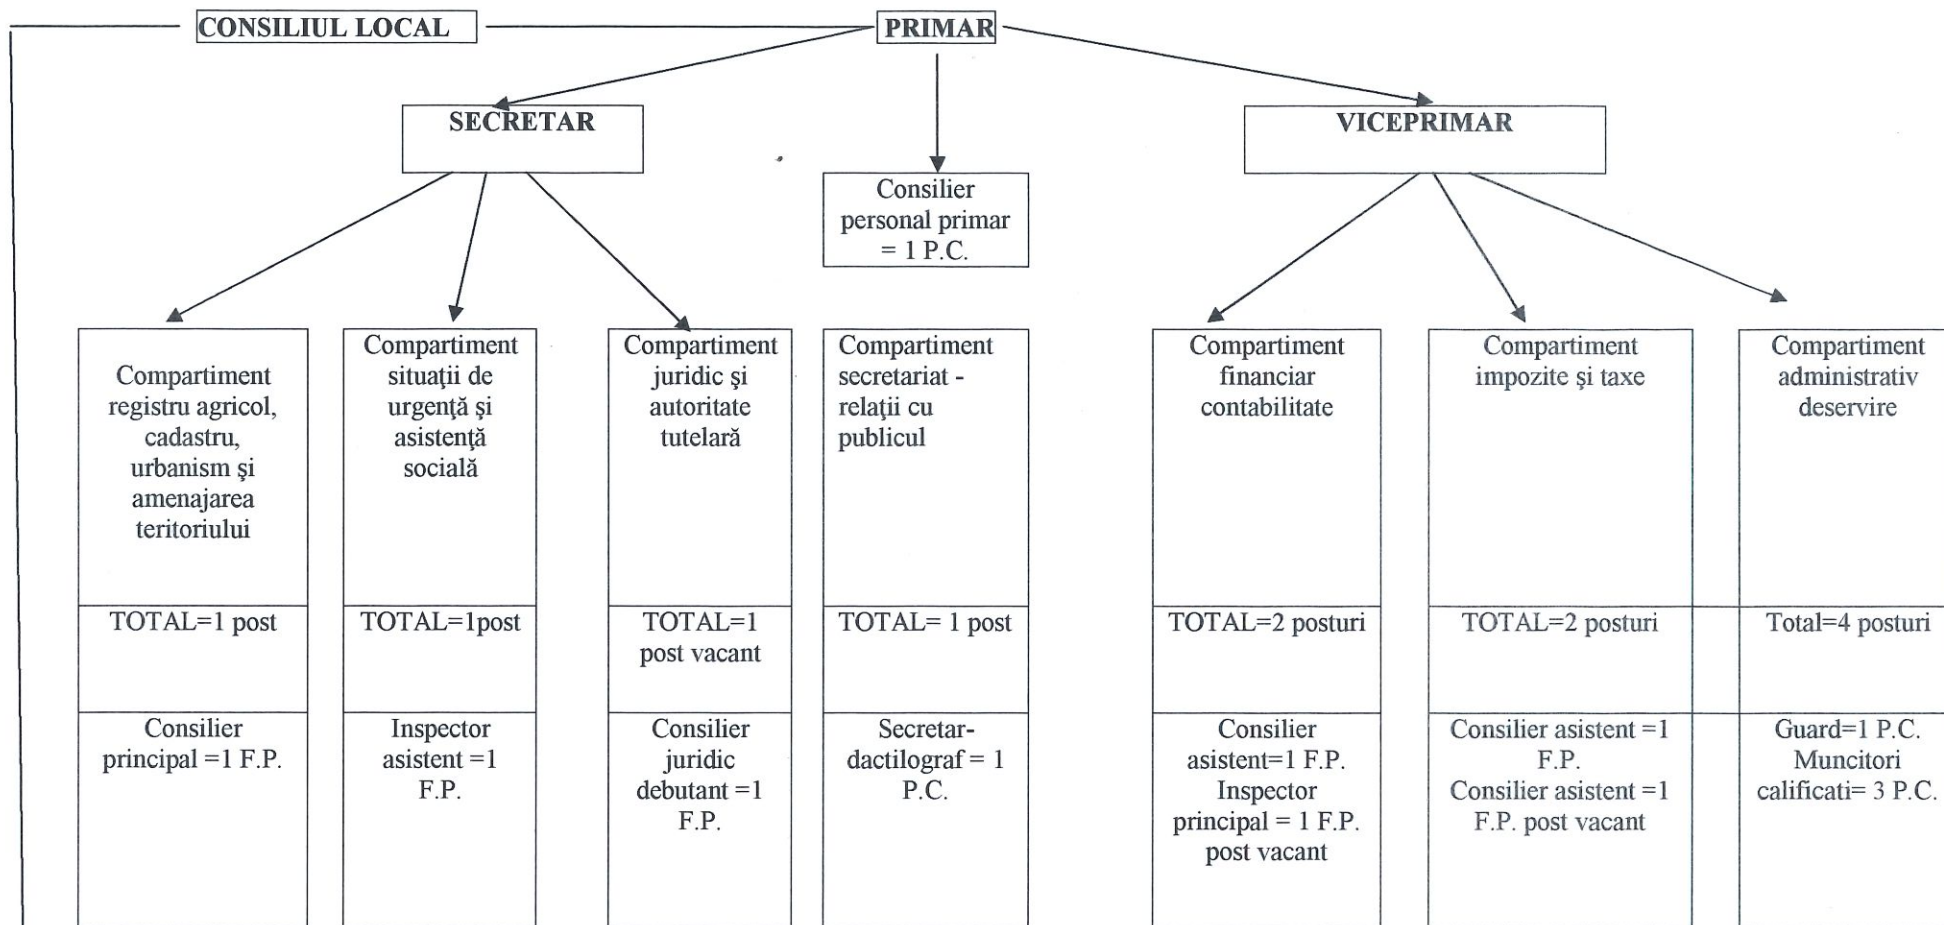 CONSILIUL LOCAL
PRIMAR
SECRETAR
VICEPRIMAR
Consilier
personal primar
= 1 P.C.
Compartiment
registru agricol,
cadastru,
urbanism şi
amenajarea
teritoriului
TOTAL=1 post
Consilier
principal =1 F.P.
Compartiment
situaţii de
urgenţă şi
asistenţă
socială
TOTAL=1post
Inspector
asistent =1
F.P.
Compartiment
juridic şi
autoritate
tutelară
TOTAL=1
post vacant
Consilier
juridic
debutant =1
F.P.
Compartiment
secretariat -
relaţii cu
publicul
TOTAL= 1 post
Secretar-
dactilograf = 1
P.C.
Compartiment
financiar
contabilitate
TOTAL=2 posturi
Consilier
asistent=1 F.P.
Inspector
principal = 1 F.P.
post vacant
Compartiment
impozite şi taxe
TOTAL=2 posturi
Consilier asistent =1
F.P.
Consilier asistent =1
F.P. post vacant
Compartiment
administrativ
deservire
Total=4 posturi
Guard=1 P.C.
Muncitori
calificati= 3 P.C.